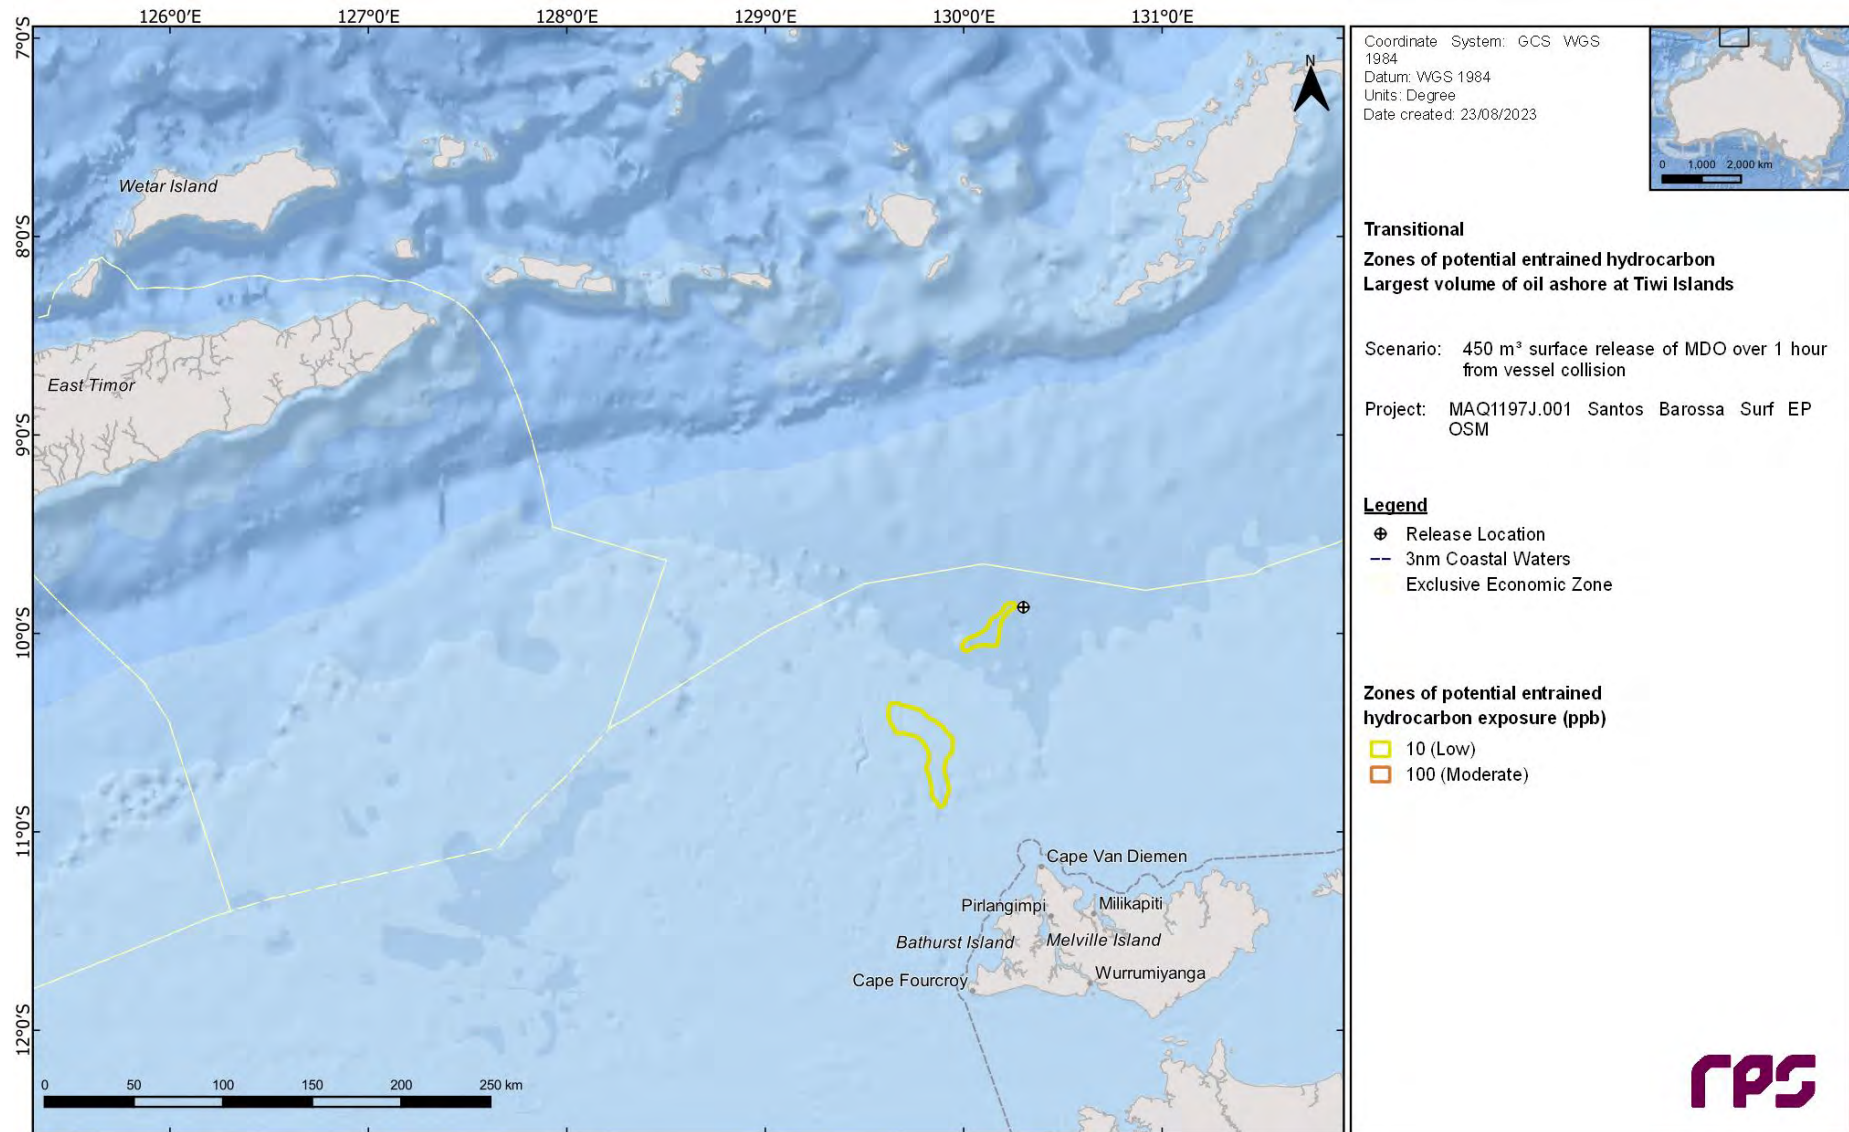 126°0'E 127°0'E 128°0'E 129°0'E 130°0'E 131°0'E
7°0'S
8°0'S
9°0'S
10°0'S
11°0'S
12°0'S
N
Wetar Island
East Timor
Cape Van Diemen
Pirlangimpi
Milikapiti
Bathurst Island
Melville Island
Cape Fourcroy
Wurrumiyanga
0 50 100 150 200 250 km
Coordinate System: GCS WGS
1984
Datum: WGS 1984
Units: Degree
Date created: 23/08/2023
0 1,000 2,000 km
Transitional
Zones of potential entrained hydrocarbon
Largest volume of oil ashore at Tiwi Islands
Scenario: 450 m³ surface release of MDO over 1 hour
from vessel collision
Project: MAQ1197J.001 Santos Barossa Surf EP
OSM
Legend
Release Location
3nm Coastal Waters
Exclusive Economic Zone
Zones of potential entrained
hydrocarbon exposure (ppb)
10 (Low)
100 (Moderate)
rps